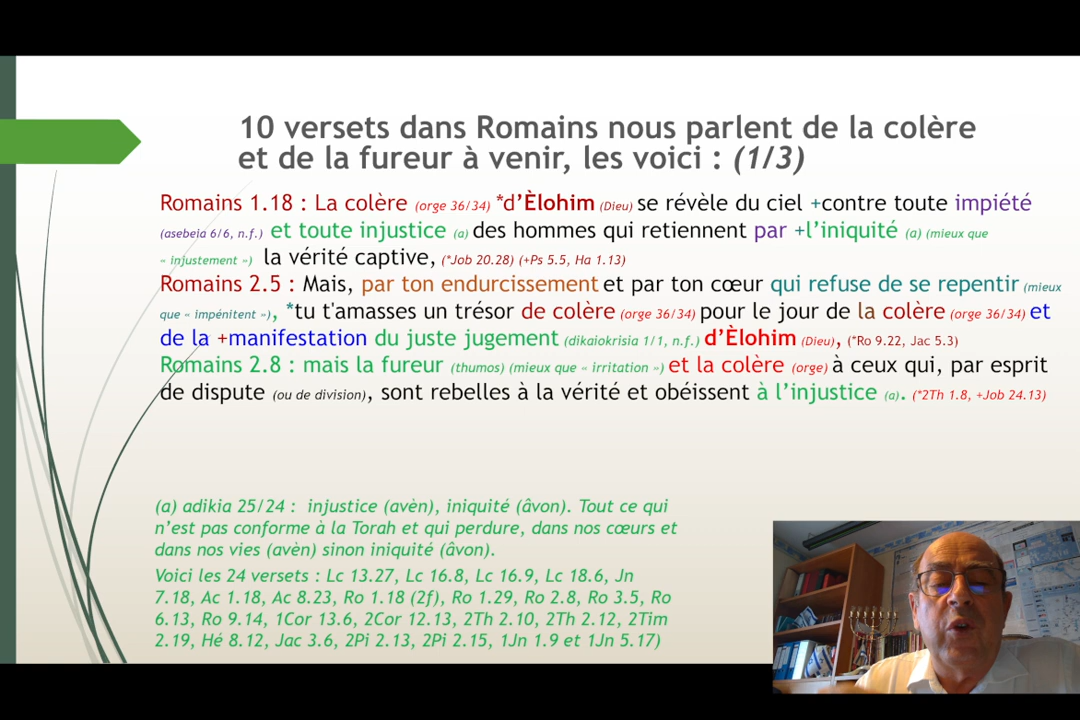 10 versets dans Romains nous parlent de la colère
et de la fureur à venir, les voici : (1/3)
Romains 1.18 : La colère (orge 36/34) *d’Èlohim (Dieu) se révèle du ciel +contre toute impiété
(asebeia 6/6, n.f.) et toute injustice (a) des hommes qui retiennent par +l’iniquité (a) (mieux que
« injustement ») la vérité captive, (*Job 20.28) (+Ps 5.5, Ha 1.13)
Romains 2.5 : Mais, par ton endurcissement et par ton cœur qui refuse de se repentir (mieux
que « impénitent »), *tu t'amasses un trésor de colère (orge 36/34) pour le jour de la colère (orge 36/34) et
de la +manifestation du juste jugement (dikaiokrisia 1/1, n.f.) d’Èlohim (Dieu), (*Ro 9.22, Jac 5.3)
Romains 2.8 : mais la fureur (thumos) (mieux que « irritation ») et la colère (orge) à ceux qui, par esprit
de dispute (ou de division), sont rebelles à la vérité et obéissent à l’injustice (a). (*2Th 1.8, +Job 24.13)
(a) adikia 25/24 : injustice (avèn), iniquité (âvon). Tout ce qui
n’est pas conforme à la Torah et qui perdure, dans nos cœurs et
dans nos vies (avèn) sinon iniquité (âvon).
Voici les 24 versets : Lc 13.27, Lc 16.8, Lc 16.9, Lc 18.6, Jn
7.18, Ac 1.18, Ac 8.23, Ro 1.18 (2f), Ro 1.29, Ro 2.8, Ro 3.5, Ro
6.13, Ro 9.14, 1Cor 13.6, 2Cor 12.13, 2Th 2.10, 2Th 2.12, 2Tim
2.19, Hé 8.12, Jac 3.6, 2Pi 2.13, 2Pi 2.15, 1Jn 1.9 et 1Jn 5.17)